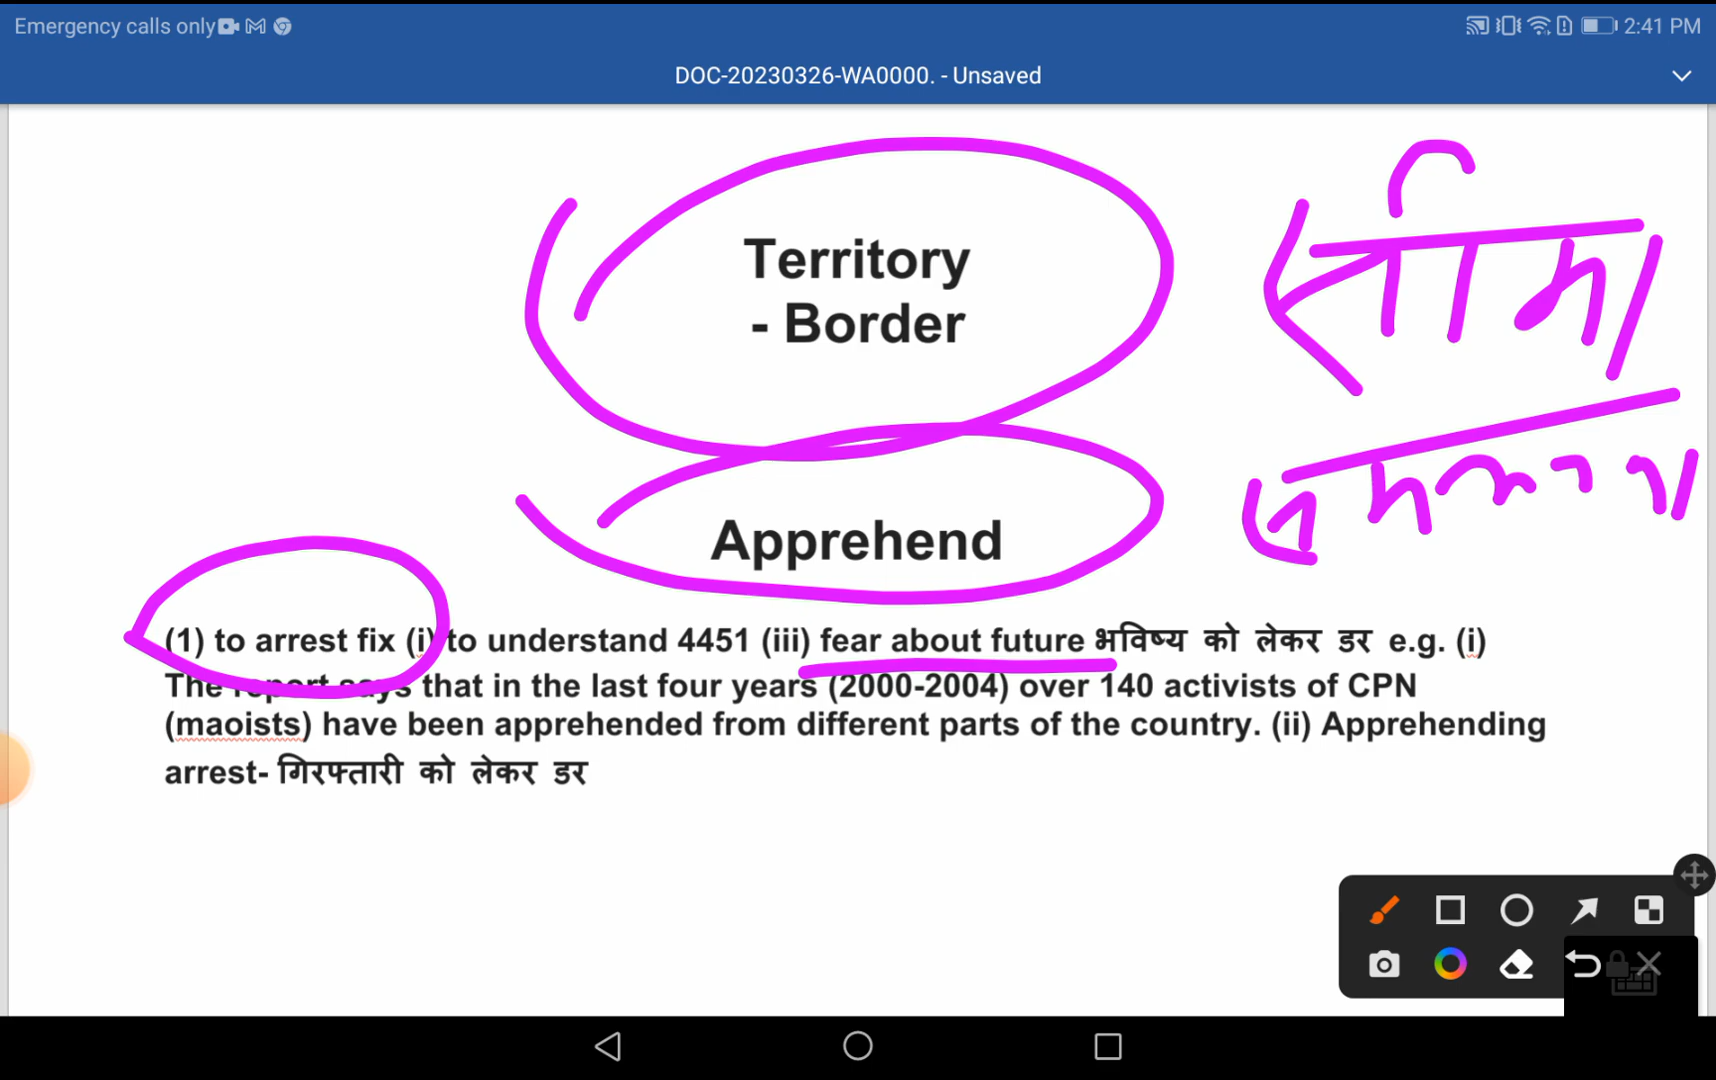 Emergency calls only
2:41 PM
DOC-20230326-WA0000. - Unsaved
Territory
- Border
सीमा
Apprehend
(1) to arrest fix (i) to understand 4451 (iii) fear about future भविष्य को लेकर डर e.g. (i)
The report says that in the last four years (2000-2004) over 140 activists of CPN
(maoists) have been apprehended from different parts of the country. (ii) Apprehending
arrest- गिरफ्तारी को लेकर डर